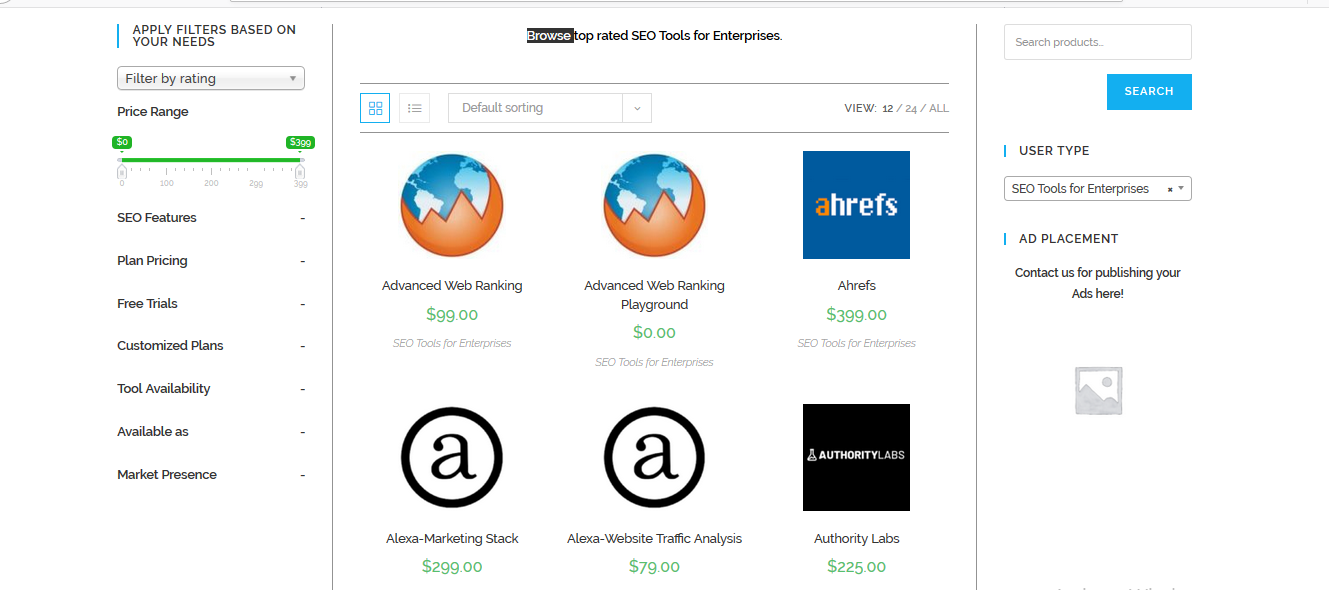 APPLY FILTERS BASED ON
YOUR NEEDS
Filter by rating
Price Range
$0 $399
0 100 200 299 399
SEO Features -
Plan Pricing -
Free Trials -
Customized Plans -
Tool Availability -
Available as -
Market Presence -
Browse top rated SEO Tools for Enterprises.
Default sorting
VIEW: 12 / 24 / ALL
ahrefs
Advanced Web Ranking
$99.00
SEO Tools for Enterprises
Advanced Web Ranking
Playground
$0.00
SEO Tools for Enterprises
Ahrefs
$399.00
SEO Tools for Enterprises
a
Alexa-Marketing Stack
$299.00
a
Alexa-Website Traffic Analysis
$79.00
AUTHORITYLABS
Authority Labs
$225.00
Search products…
SEARCH
USER TYPE
SEO Tools for Enterprises ×
AD PLACEMENT
Contact us for publishing your
Ads here!